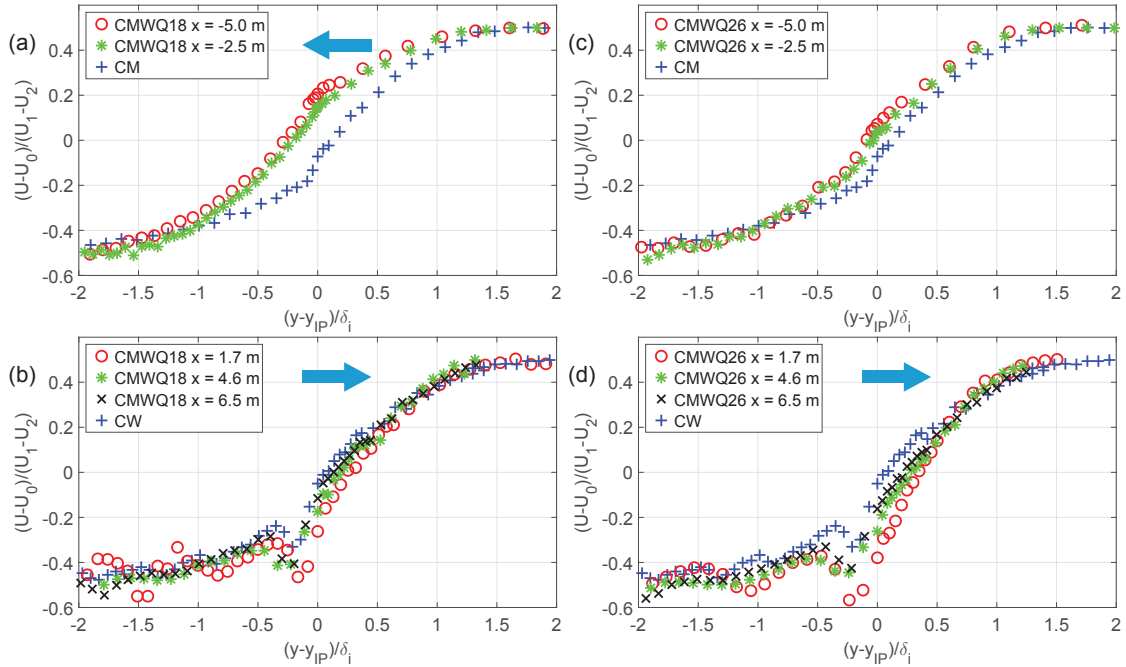 (a)
CMWQ18 x = -5.0 m
CMWQ18 x = -2.5 m
CM
(U-U0)/(U1-U2)
0.4
0.2
0
-0.2
-0.4
-0.6
-2 -1.5 -1 -0.5 0 0.5 1 1.5 2
(y-yIP)/δi
(c)
CMWQ26 x = -5.0 m
CMWQ26 x = -2.5 m
CM
(U-U0)/(U1-U2)
0.4
0.2
0
-0.2
-0.4
-0.6
-2 -1.5 -1 -0.5 0 0.5 1 1.5 2
(y-yIP)/δi
(b)
CMWQ18 x = 1.7 m
CMWQ18 x = 4.6 m
CMWQ18 x = 6.5 m
CW
(U-U0)/(U1-U2)
0.4
0.2
0
-0.2
-0.4
-0.6
-2 -1.5 -1 -0.5 0 0.5 1 1.5 2
(y-yIP)/δi
(d)
CMWQ26 x = 1.7 m
CMWQ26 x = 4.6 m
CMWQ26 x = 6.5 m
CW
(U-U0)/(U1-U2)
0.4
0.2
0
-0.2
-0.4
-0.6
-2 -1.5 -1 -0.5 0 0.5 1 1.5 2
(y-yIP)/δi